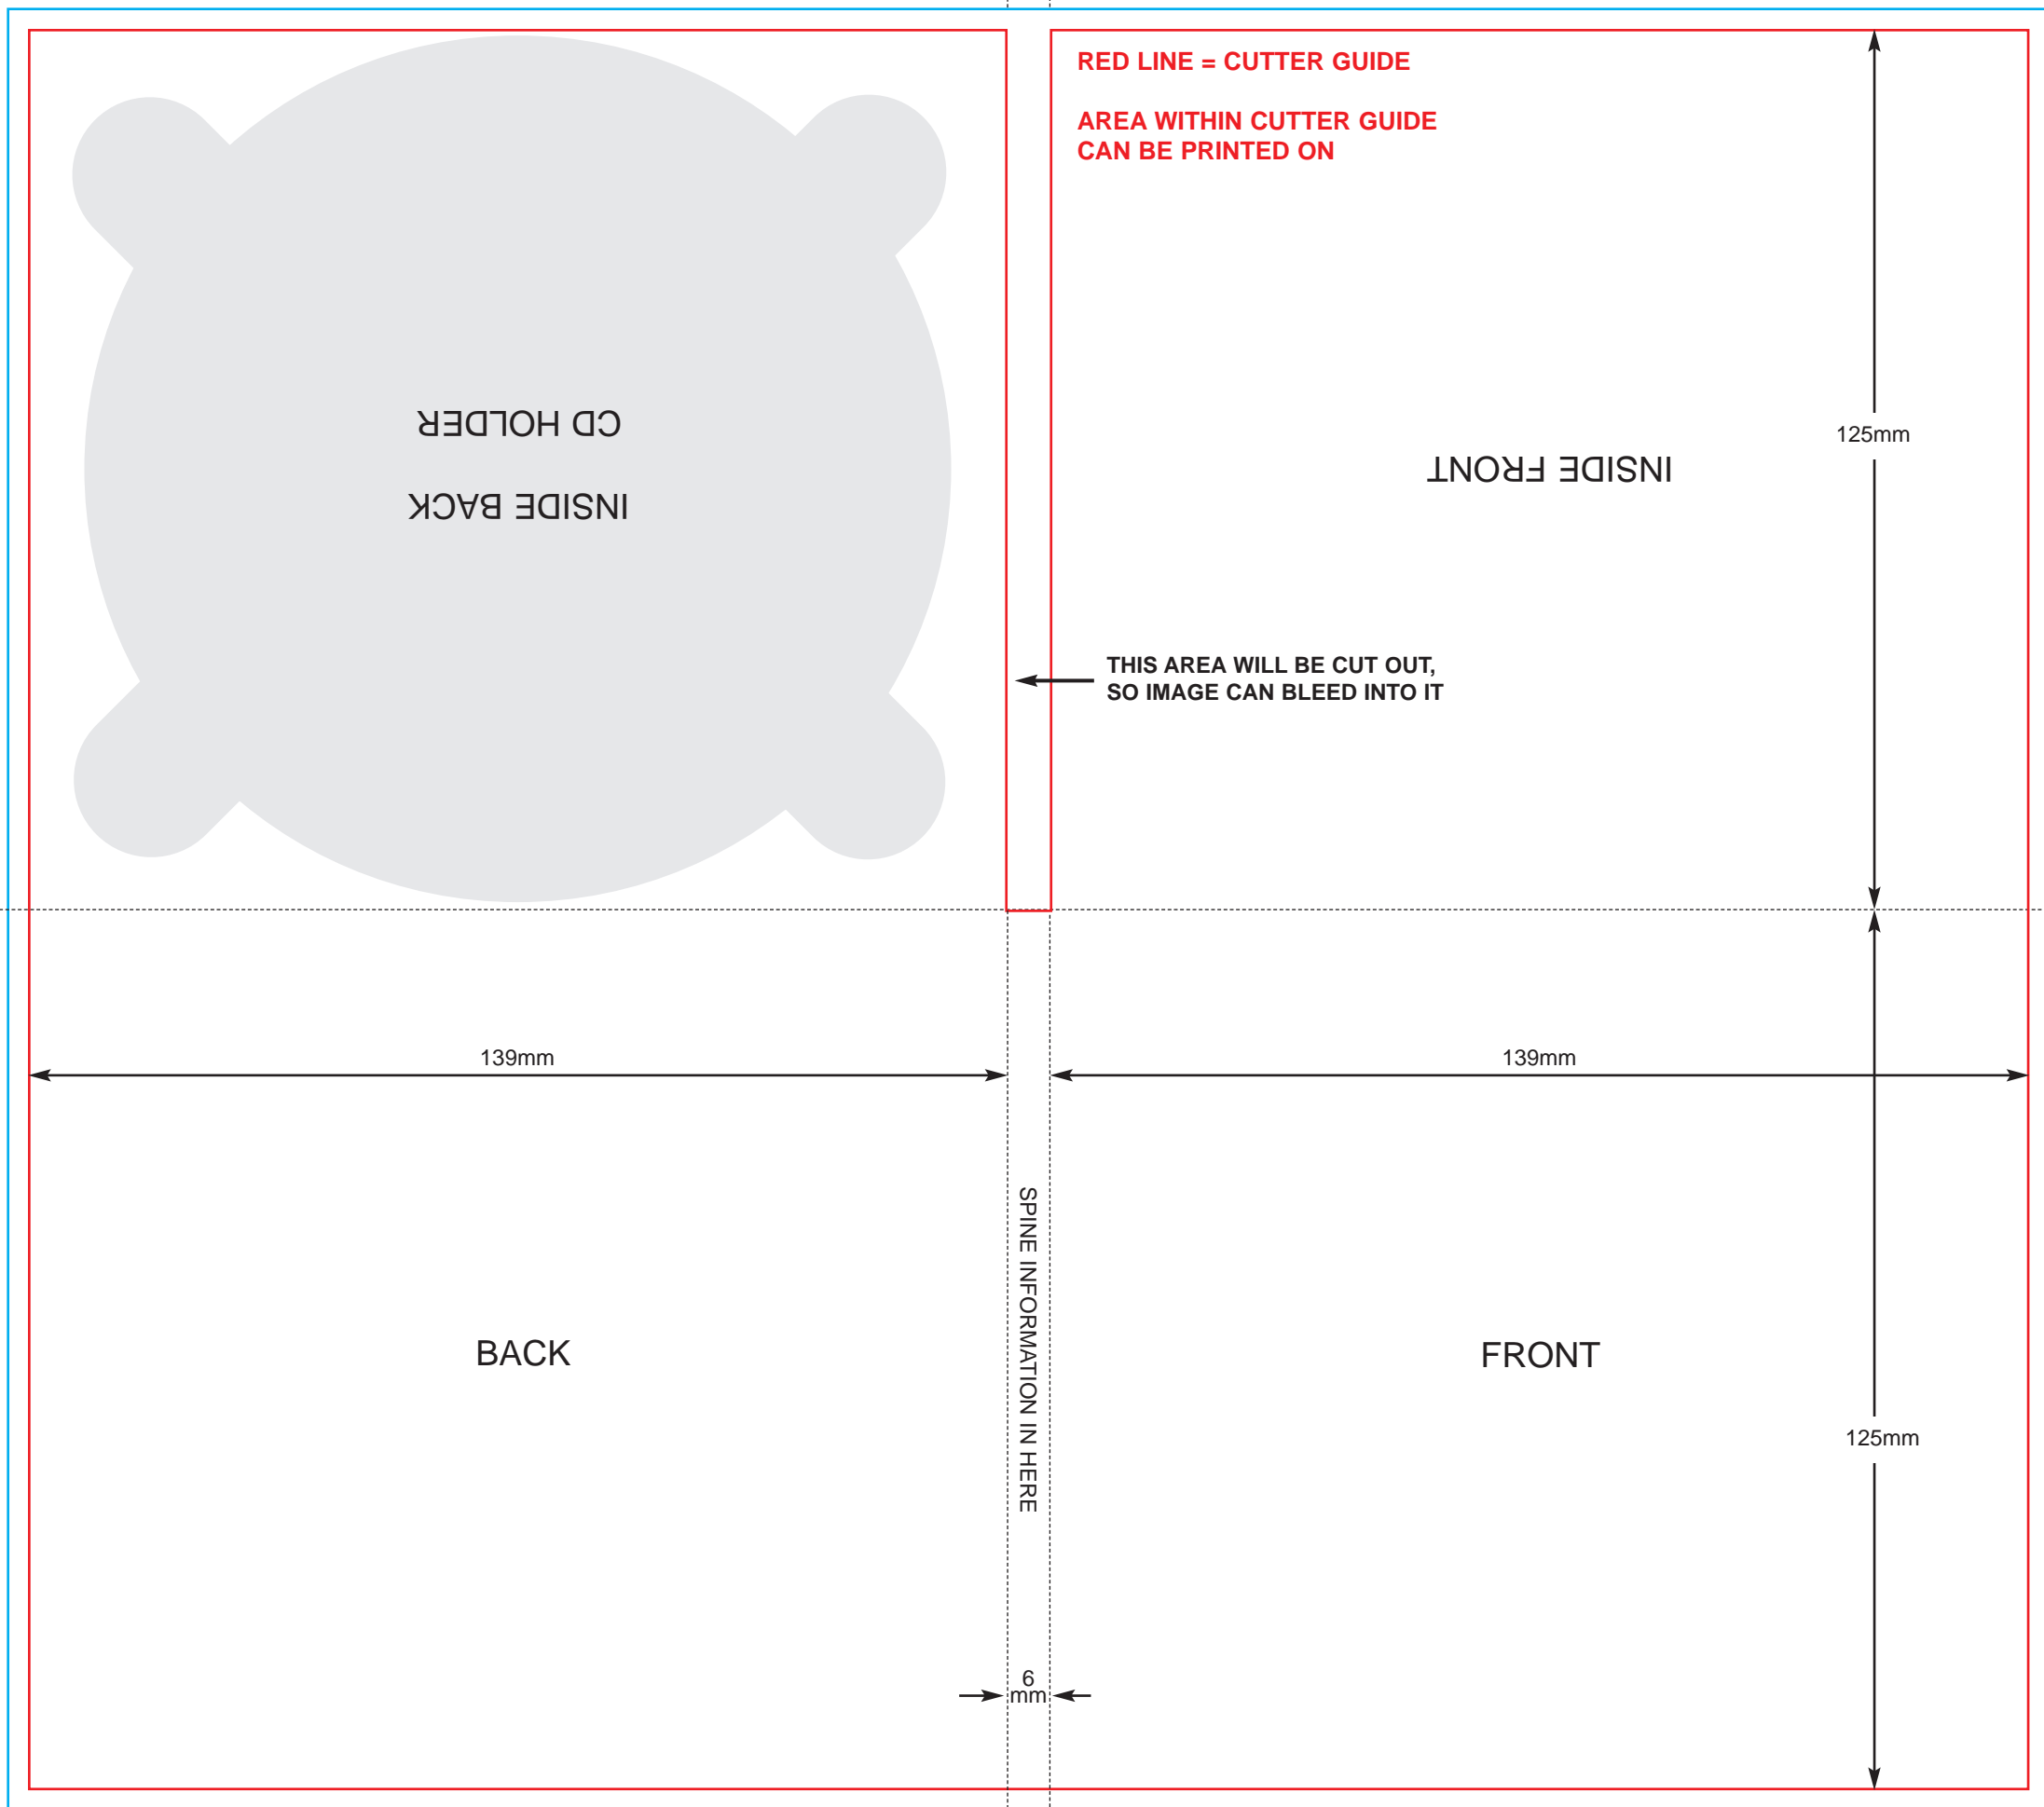 RED LINE = CUTTER GUIDE
AREA WITHIN CUTTER GUIDE
CAN BE PRINTED ON
INSIDE BACK
CD HOLDER
INSIDE FRONT
125mm
THIS AREA WILL BE CUT OUT,
SO IMAGE CAN BLEED INTO IT
139mm
139mm
SPINE INFORMATION IN HERE
BACK
FRONT
125mm
6
mm